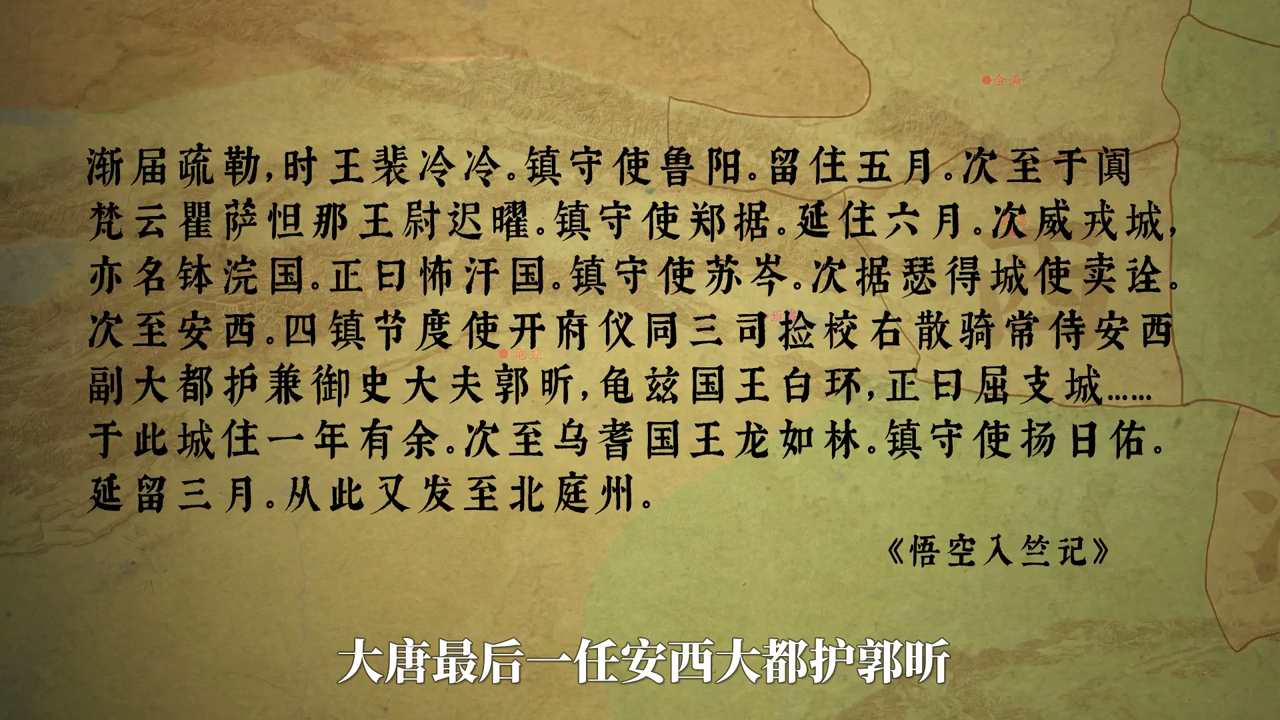 渐届疏勒,时王裴冷冷。镇守使鲁阳。留住五月。次至于阗
梵云瞿萨怛那王尉迟曜。镇守使郑据。延住六月。次威戎城,
亦名钵浣国。正曰怖汗国。镇守使苏岑。次据瑟得城使卖诠。
次至安西。四镇节度使开府仪同三司捡校右散骑常侍安西
副大都护兼御史大夫郭昕,龟兹国王白环,正曰屈支城……
于此城住一年有余。次至乌耆国王龙如林。镇守使扬日佑。
延留三月。从此又发至北庭州。
《悟空入竺记》
大唐最后一任安西大都护郭昕
金满
龟兹